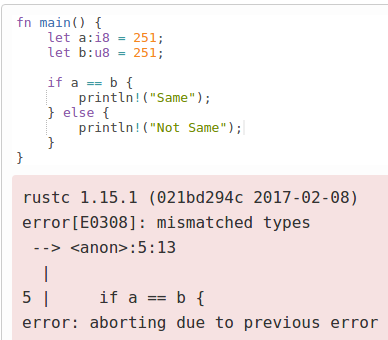 fn main() {
    let a:i8 = 251;
    let b:u8 = 251;

    if a == b {
        println!("Same");
    } else {
        println!("Not Same");
    }
}
rustc 1.15.1 (021bd294c 2017-02-08)
error[E0308]: mismatched types
 --> <anon>:5:13
  |
5 |     if a == b {
error: aborting due to previous error